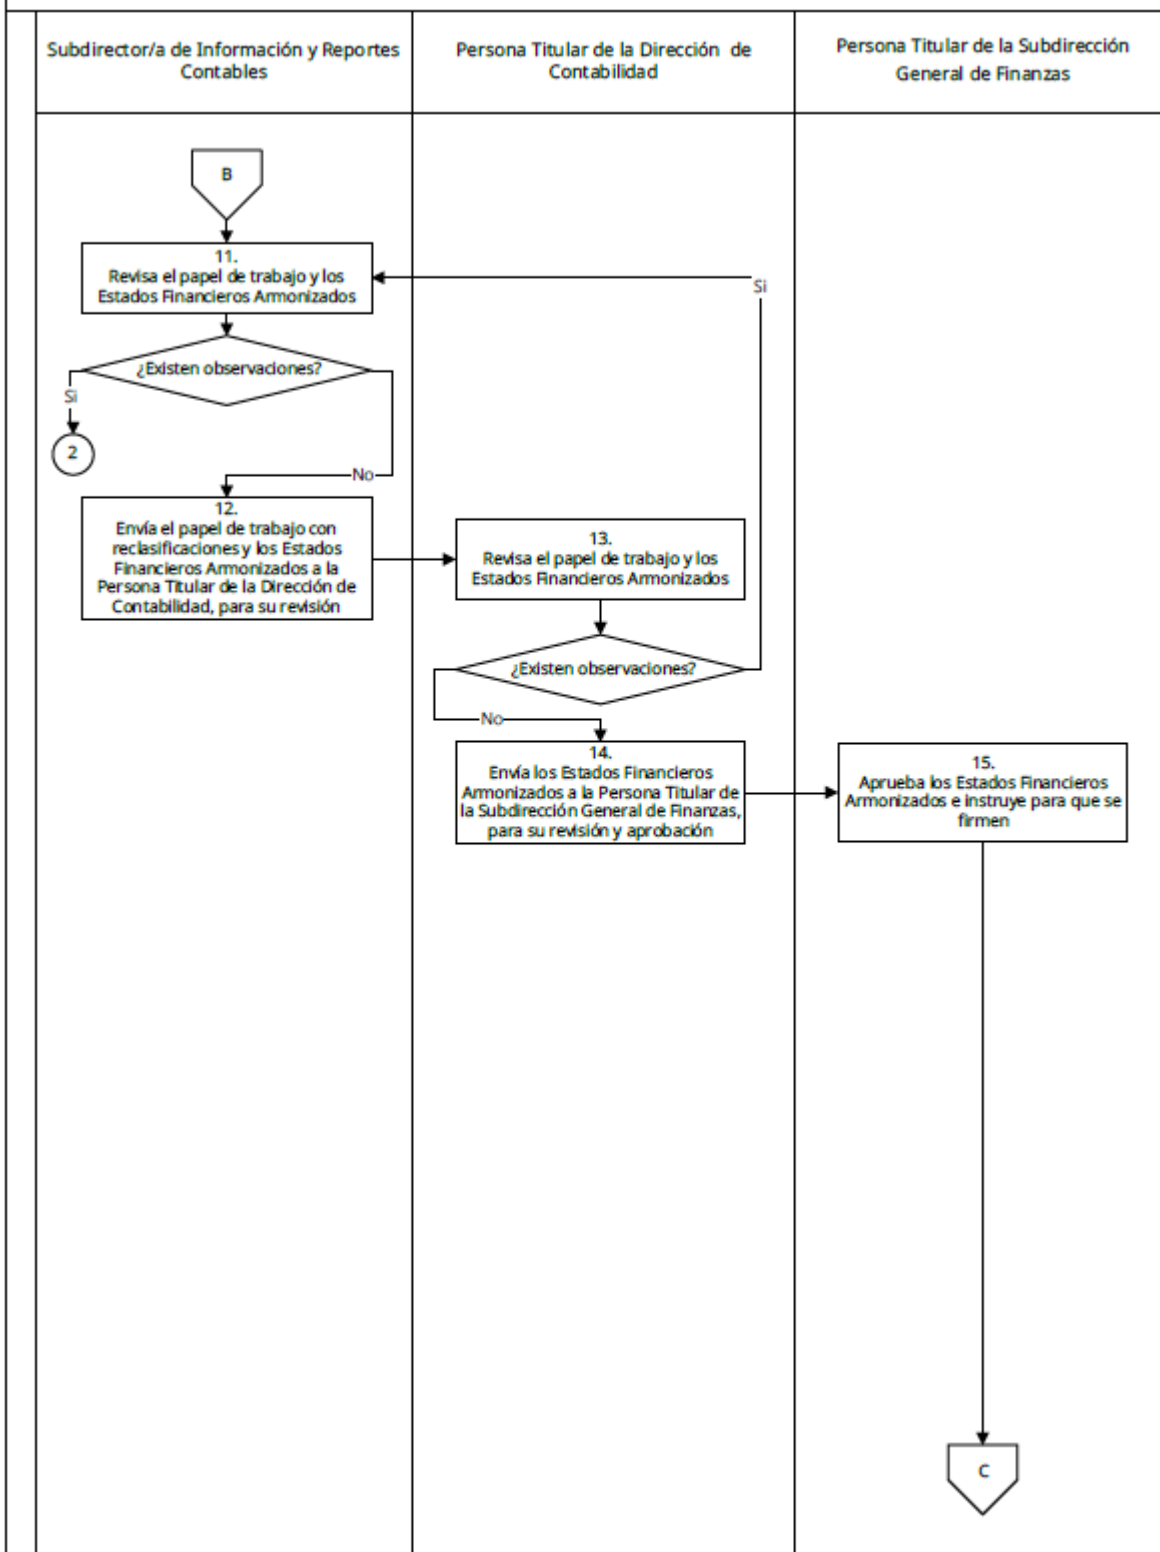 Subdirector/a de Información y Reportes
Contables
Persona Titular de la Dirección de
Contabilidad
Persona Titular de la Subdirección
General de Finanzas
B
11.
Revisa el papel de trabajo y los
Estados Financieros Armonizados
Si
¿Existen observaciones?
Si
2
No
12.
Envía el papel de trabajo con
reclasificaciones y los Estados
Financieros Armonizados a la
Persona Titular de la Dirección de
Contabilidad, para su revisión
13.
Revisa el papel de trabajo y los
Estados Financieros Armonizados
¿Existen observaciones?
No
14.
Envía los Estados Financieros
Armonizados a la Persona Titular de
la Subdirección General de Finanzas,
para su revisión y aprobación
15.
Aprueba los Estados Financieros
Armonizados e instruye para que se
firmen
C